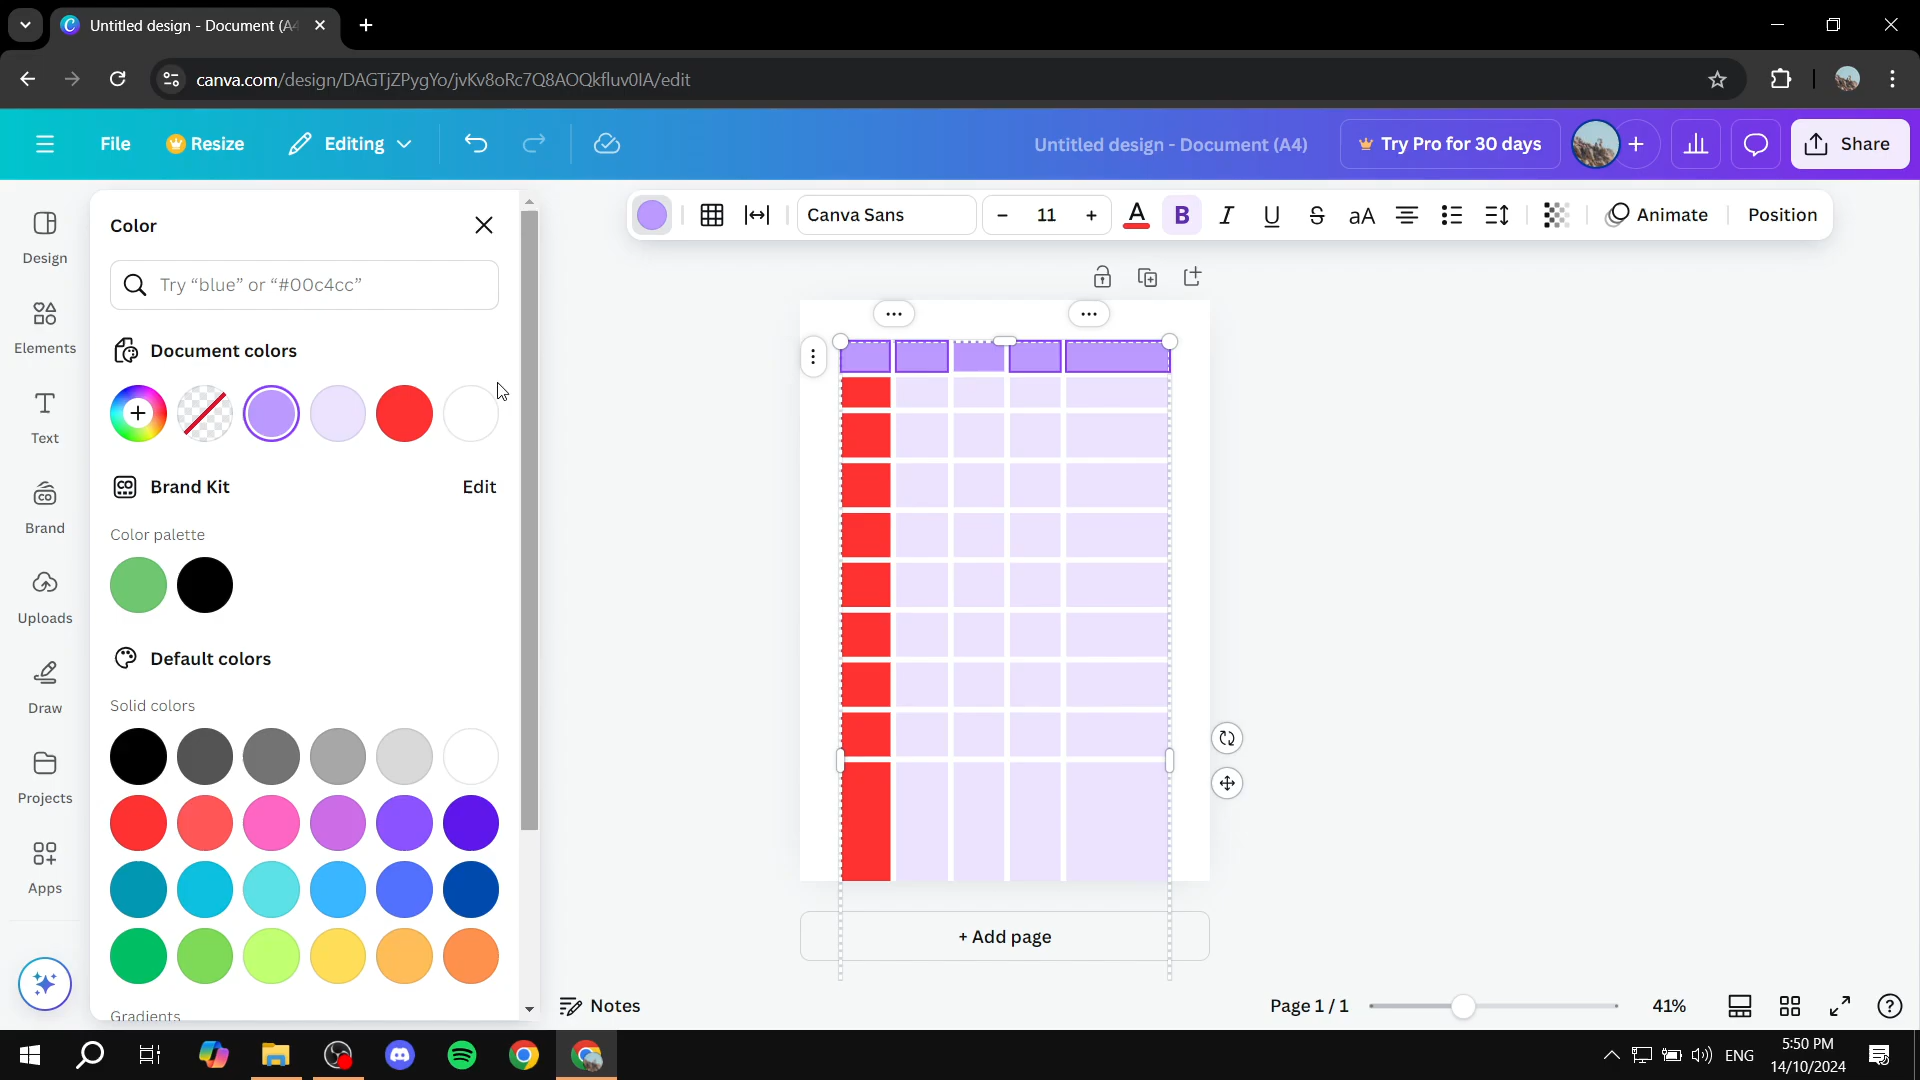 Untitled design - Document (A4
canva.com/design/DAGTjZPygYo/jvKv8oRc7Q8AOQkfluv0IA/edit
File
Resize
Editing
Untitled design - Document (A4)
Try Pro for 30 days
Share
Design
Elements
Text
Brand
Uploads
Draw
Projects
Apps
Color
Try “blue” or “#00c4cc”
Document colors
Brand Kit
Edit
Color palette
Default colors
Solid colors
Gradients
Canva Sans
11
A
B
I
U
S
aA
Animate
Position
+ Add page
Notes
Page 1 / 1
41%
ENG
5:50 PM
14/10/2024